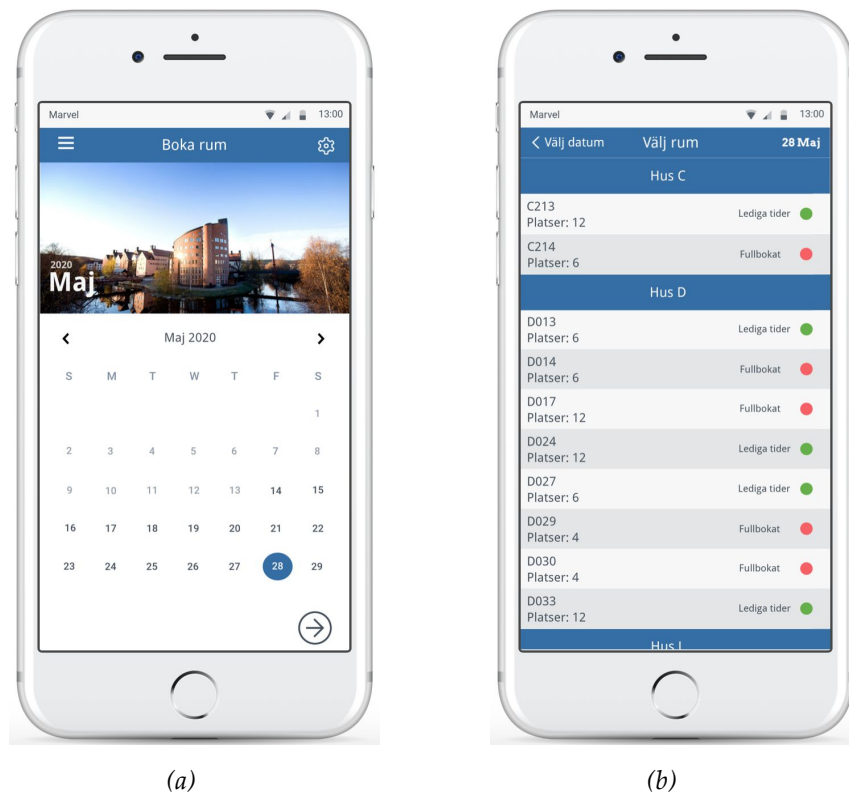 Marvel 13:00
Boka rum
2020
Maj
Maj 2020
S M T W T F S
1
2 3 4 5 6 7 8
9 10 11 12 13 14 15
16 17 18 19 20 21 22
23 24 25 26 27 28 29
(a)
Marvel 13:00
Välj datum Välj rum 28 Maj
Hus C
C213
Platser: 12 Lediga tider
C214
Platser: 6 Fullbokat
Hus D
D013
Platser: 6 Lediga tider
D014
Platser: 6 Fullbokat
D017
Platser: 12 Fullbokat
D024
Platser: 12 Lediga tider
D027
Platser: 6 Lediga tider
D029
Platser: 4 Fullbokat
D030
Platser: 4 Fullbokat
D033
Platser: 12 Lediga tider
Hus
(b)